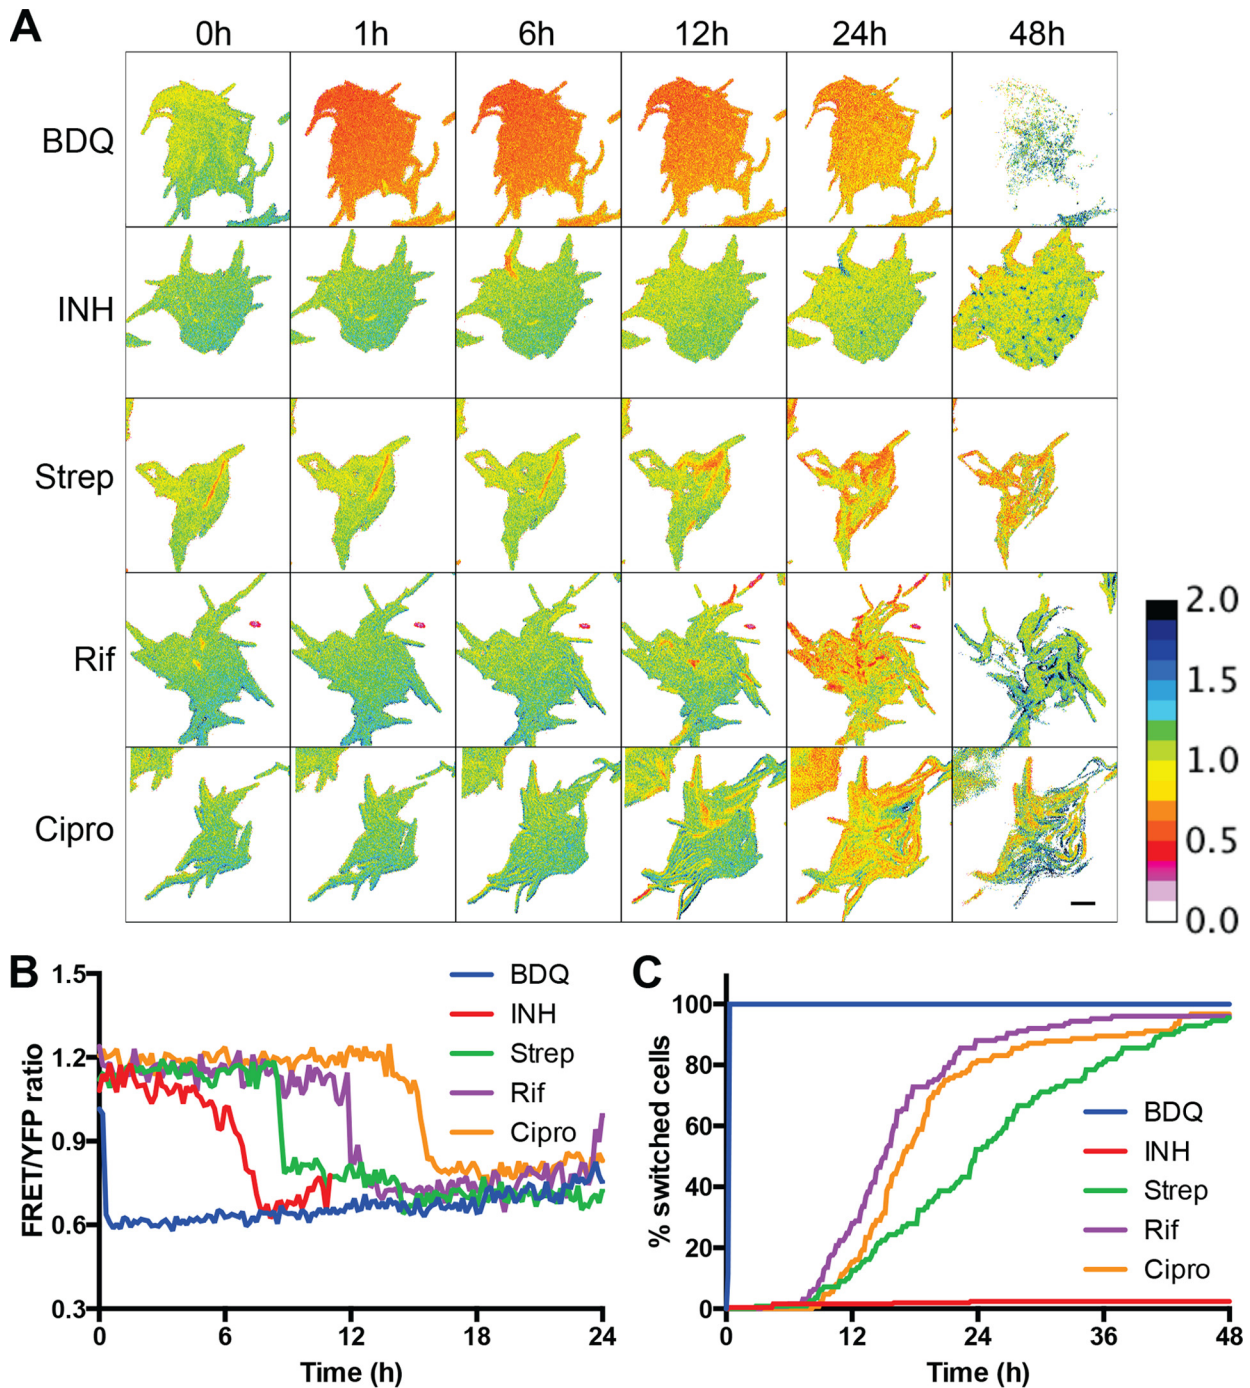 A
0h 1h 6h 12h 24h 48h
BDQ
INH
Strep
Rif
Cipro
2.0
1.5
1.0
0.5
0.0
B
1.5
1.2
0.9
0.6
0.3
FRET/YFP ratio
0 6 12 18 24
Time (h)
BDQ
INH
Strep
Rif
Cipro
C
100
80
60
40
20
0
% switched cells
0 12 24 36 48
Time (h)
BDQ
INH
Strep
Rif
Cipro